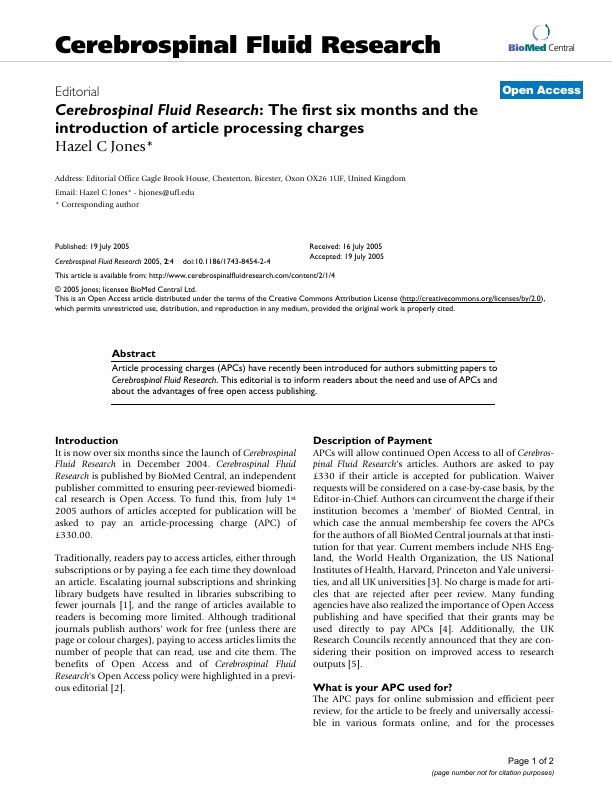 Cerebrospinal Fluid Research
BioMed Central
Open Access
Editorial
Cerebrospinal Fluid Research: The first six months and the
introduction of article processing charges
Hazel C Jones*
Address: Editorial Office Gagle Brook House, Chesterton, Bicester, Oxon OX26 1UF, United Kingdom
Email: Hazel C Jones* - hjones@ufl.edu
* Corresponding author
Published: 19 July 2005
Cerebrospinal Fluid Research 2005, 2:4 doi:10.1186/1743-8454-2-4
Received: 16 July 2005
Accepted: 19 July 2005
This article is available from: http://www.cerebrospinalfluidresearch.com/content/2/1/4
© 2005 Jones; licensee BioMed Central Ltd.
This is an Open Access article distributed under the terms of the Creative Commons Attribution License (http://creativecommons.org/licenses/by/2.0),
which permits unrestricted use, distribution, and reproduction in any medium, provided the original work is properly cited.
Abstract
Article processing charges (APCs) have recently been introduced for authors submitting papers to
Cerebrospinal Fluid Research. This editorial is to inform readers about the need and use of APCs and
about the advantages of free open access publishing.
Introduction
It is now over six months since the launch of Cerebrospinal
Fluid Research in December 2004. Cerebrospinal Fluid
Research is published by BioMed Central, an independent
publisher committed to ensuring peer-reviewed biomedi-
cal research is Open Access. To fund this, from July 1st
2005 authors of articles accepted for publication will be
asked to pay an article-processing charge (APC) of
£330.00.
Traditionally, readers pay to access articles, either through
subscriptions or by paying a fee each time they download
an article. Escalating journal subscriptions and shrinking
library budgets have resulted in libraries subscribing to
fewer journals [1], and the range of articles available to
readers is becoming more limited. Although traditional
journals publish authors' work for free (unless there are
page or colour charges), paying to access articles limits the
number of people that can read, use and cite them. The
benefits of Open Access and of Cerebrospinal Fluid
Research's Open Access policy were highlighted in a previ-
ous editorial [2].
Description of Payment
APCs will allow continued Open Access to all of Cerebros-
pinal Fluid Research's articles. Authors are asked to pay
£330 if their article is accepted for publication. Waiver
requests will be considered on a case-by-case basis, by the
Editor-in-Chief. Authors can circumvent the charge if their
institution becomes a 'member' of BioMed Central, in
which case the annual membership fee covers the APCs
for the authors of all BioMed Central journals at that insti-
tution for that year. Current members include NHS Eng-
land, the World Health Organization, the US National
Institutes of Health, Harvard, Princeton and Yale universi-
ties, and all UK universities [3]. No charge is made for arti-
cles that are rejected after peer review. Many funding
agencies have also realized the importance of Open Access
publishing and have specified that their grants may be
used directly to pay APCs [4]. Additionally, the UK
Research Councils recently announced that they are con-
sidering their position on improved access to research
outputs [5].
What is your APC used for?
The APC pays for online submission and efficient peer
review, for the article to be freely and universally accessi-
ble in various formats online, and for the processes
Page 1 of 2
(page number not for citation purposes)